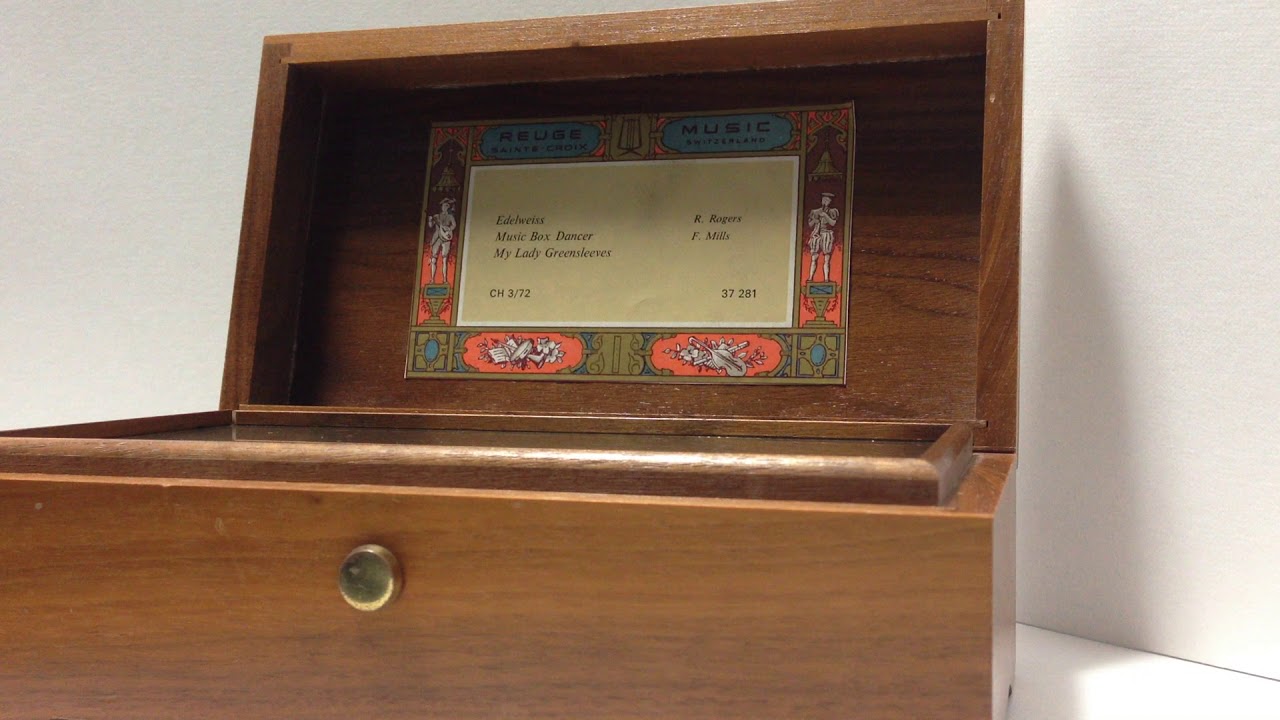 REUGE MUSIC
SAINTE-CROIX SWITZERLAND
Edelweiss R. Rogers
Music Box Dancer F. Mills
My Lady Greensleeves
CH 3/72 37 281